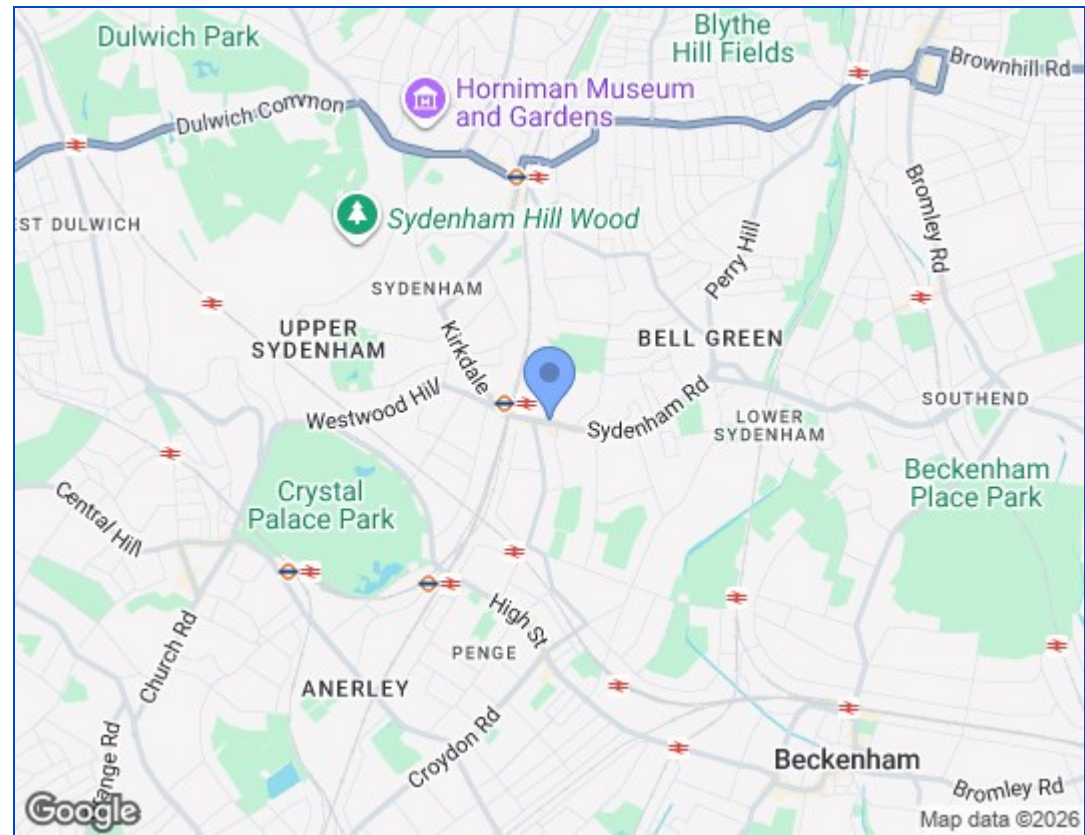 Dulwich Park
Blythe
Hill Fields
Brownhill Rd
Horniman Museum
and Gardens
Dulwich Common
Bromley Rd
EST DULWICH
Sydenham Hill Wood
Perry Hill
SYDENHAM
UPPER
SYDENHAM
Kirkdale
BELL GREEN
Westwood Hill
Sydenham Rd
SOUTHEND
LOWER
SYDENHAM
Crystal
Palace Park
Beckenham
Place Park
Central Hill
High St
Church Rd
PENGE
ANERLEY
Croydon Rd
range Rd
Beckenham
Bromley Rd
Google
Map data ©2026